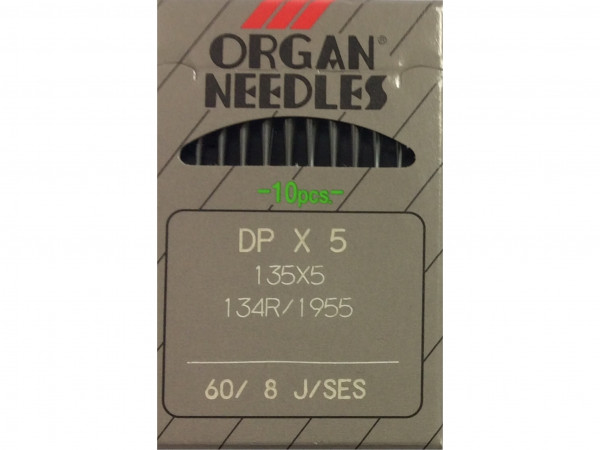 ORGAN®
NEEDLES
-10pcs.-
DP X 5
135X5
134R/1955
60/ 8 J/SES